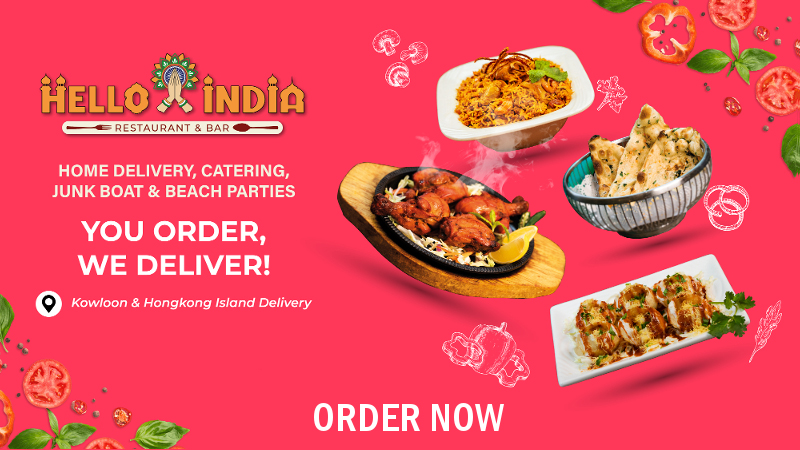 HELLO INDIA
RESTAURANT & BAR
HOME DELIVERY, CATERING,
JUNK BOAT & BEACH PARTIES
YOU ORDER,
WE DELIVER!
Kowloon & Hongkong Island Delivery
ORDER NOW